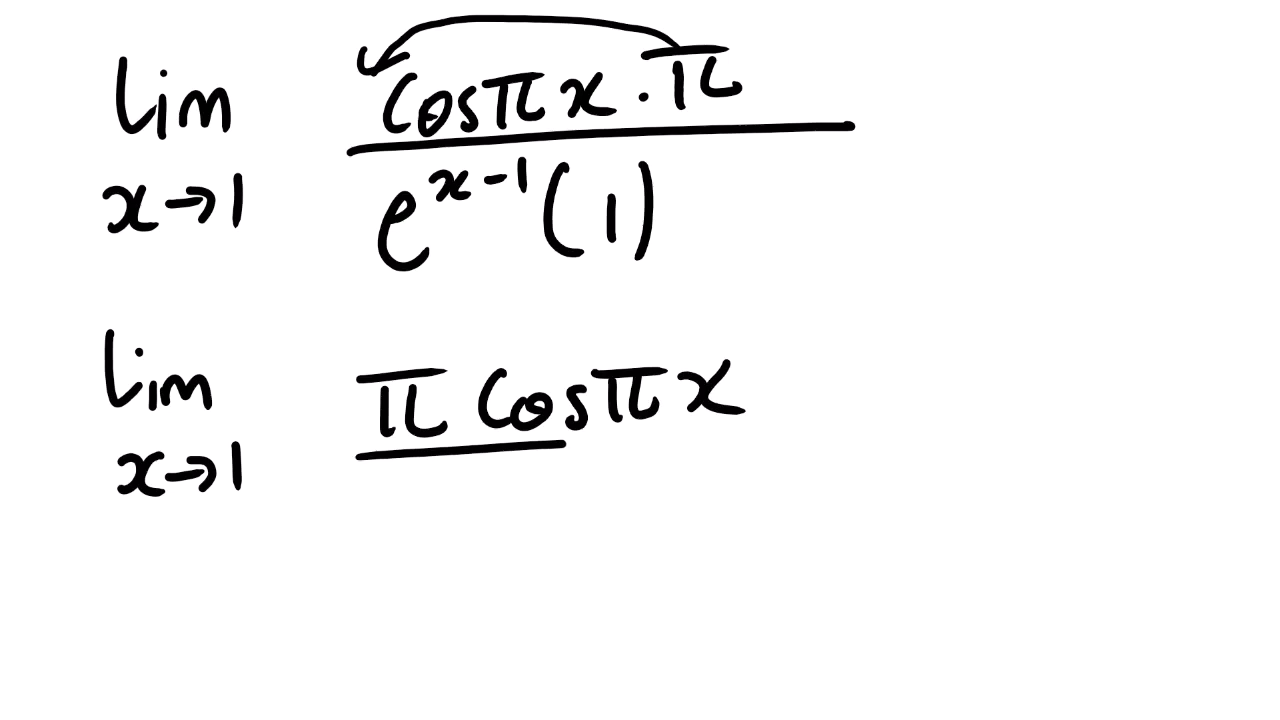 lim x→1 (cosπx · π) / (e^(x-1) (1))
lim x→1 π cosπx